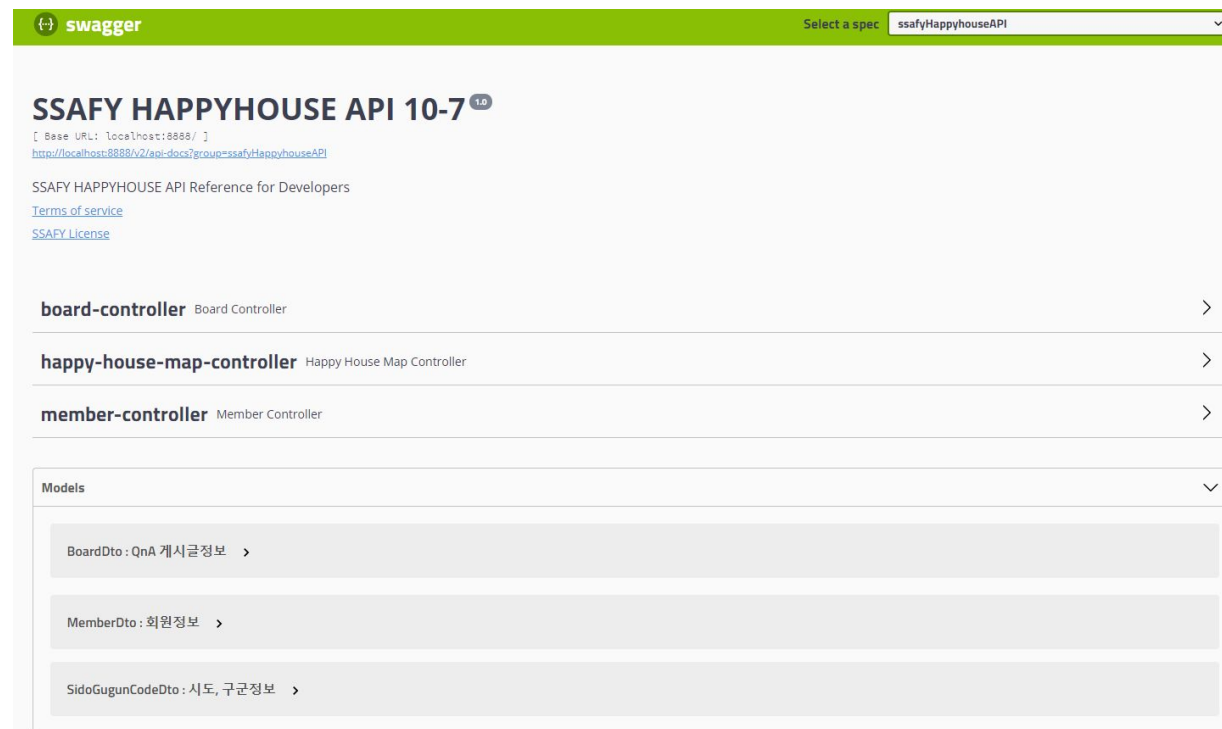 {...} swagger
Select a spec ssafyHappyhouseAPI
SSAFY HAPPYHOUSE API 10-7 1.0
[ Base URL: localhost:8888/ ]
http://localhost:8888/v2/api-docs?group=ssafyHappyhouseAPI
SSAFY HAPPYHOUSE API Reference for Developers
Terms of service
SSAFY License
board-controller Board Controller
happy-house-map-controller Happy House Map Controller
member-controller Member Controller
Models
BoardDto : QnA 게시글정보
MemberDto : 회원정보
SidoGugunCodeDto : 시도, 구군정보